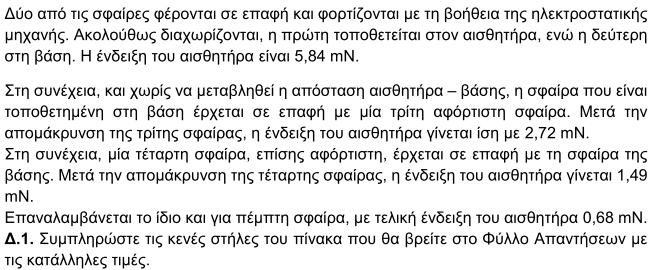 Δύο από τις σφαίρες φέρονται σε επαφή και φορτίζονται με τη βοήθεια της ηλεκτροστατικής
μηχανής. Ακολούθως διαχωρίζονται, η πρώτη τοποθετείται στον αισθητήρα, ενώ η δεύτερη
στη βάση. Η ένδειξη του αισθητήρα είναι 5,84 mN.
Στη συνέχεια, και χωρίς να μεταβληθεί η απόσταση αισθητήρα – βάσης, η σφαίρα που είναι
τοποθετημένη στη βάση έρχεται σε επαφή με μία τρίτη αφόρτιστη σφαίρα. Μετά την
απομάκρυνση της τρίτης σφαίρας, η ένδειξη του αισθητήρα γίνεται ίση με 2,72 mN.
Στη συνέχεια, μία τέταρτη σφαίρα, επίσης αφόρτιστη, έρχεται σε επαφή με τη σφαίρα της
βάσης. Μετά την απομάκρυνση της τέταρτης σφαίρας, η ένδειξη του αισθητήρα γίνεται 1,49
mN.
Επαναλαμβάνεται το ίδιο και για πέμπτη σφαίρα, με τελική ένδειξη του αισθητήρα 0,68 mN.
Δ.1. Συμπληρώστε τις κενές στήλες του πίνακα που θα βρείτε στο Φύλλο Απαντήσεων με
τις κατάλληλες τιμές.